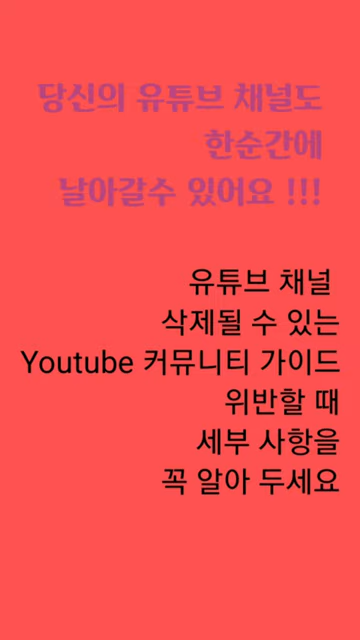 당신의 유튜브 채널도
한순간에
날아갈수 있어요 !!!
유튜브 채널
삭제될 수 있는
Youtube 커뮤니티 가이드
위반할 때
세부 사항을
꼭 알아 두세요